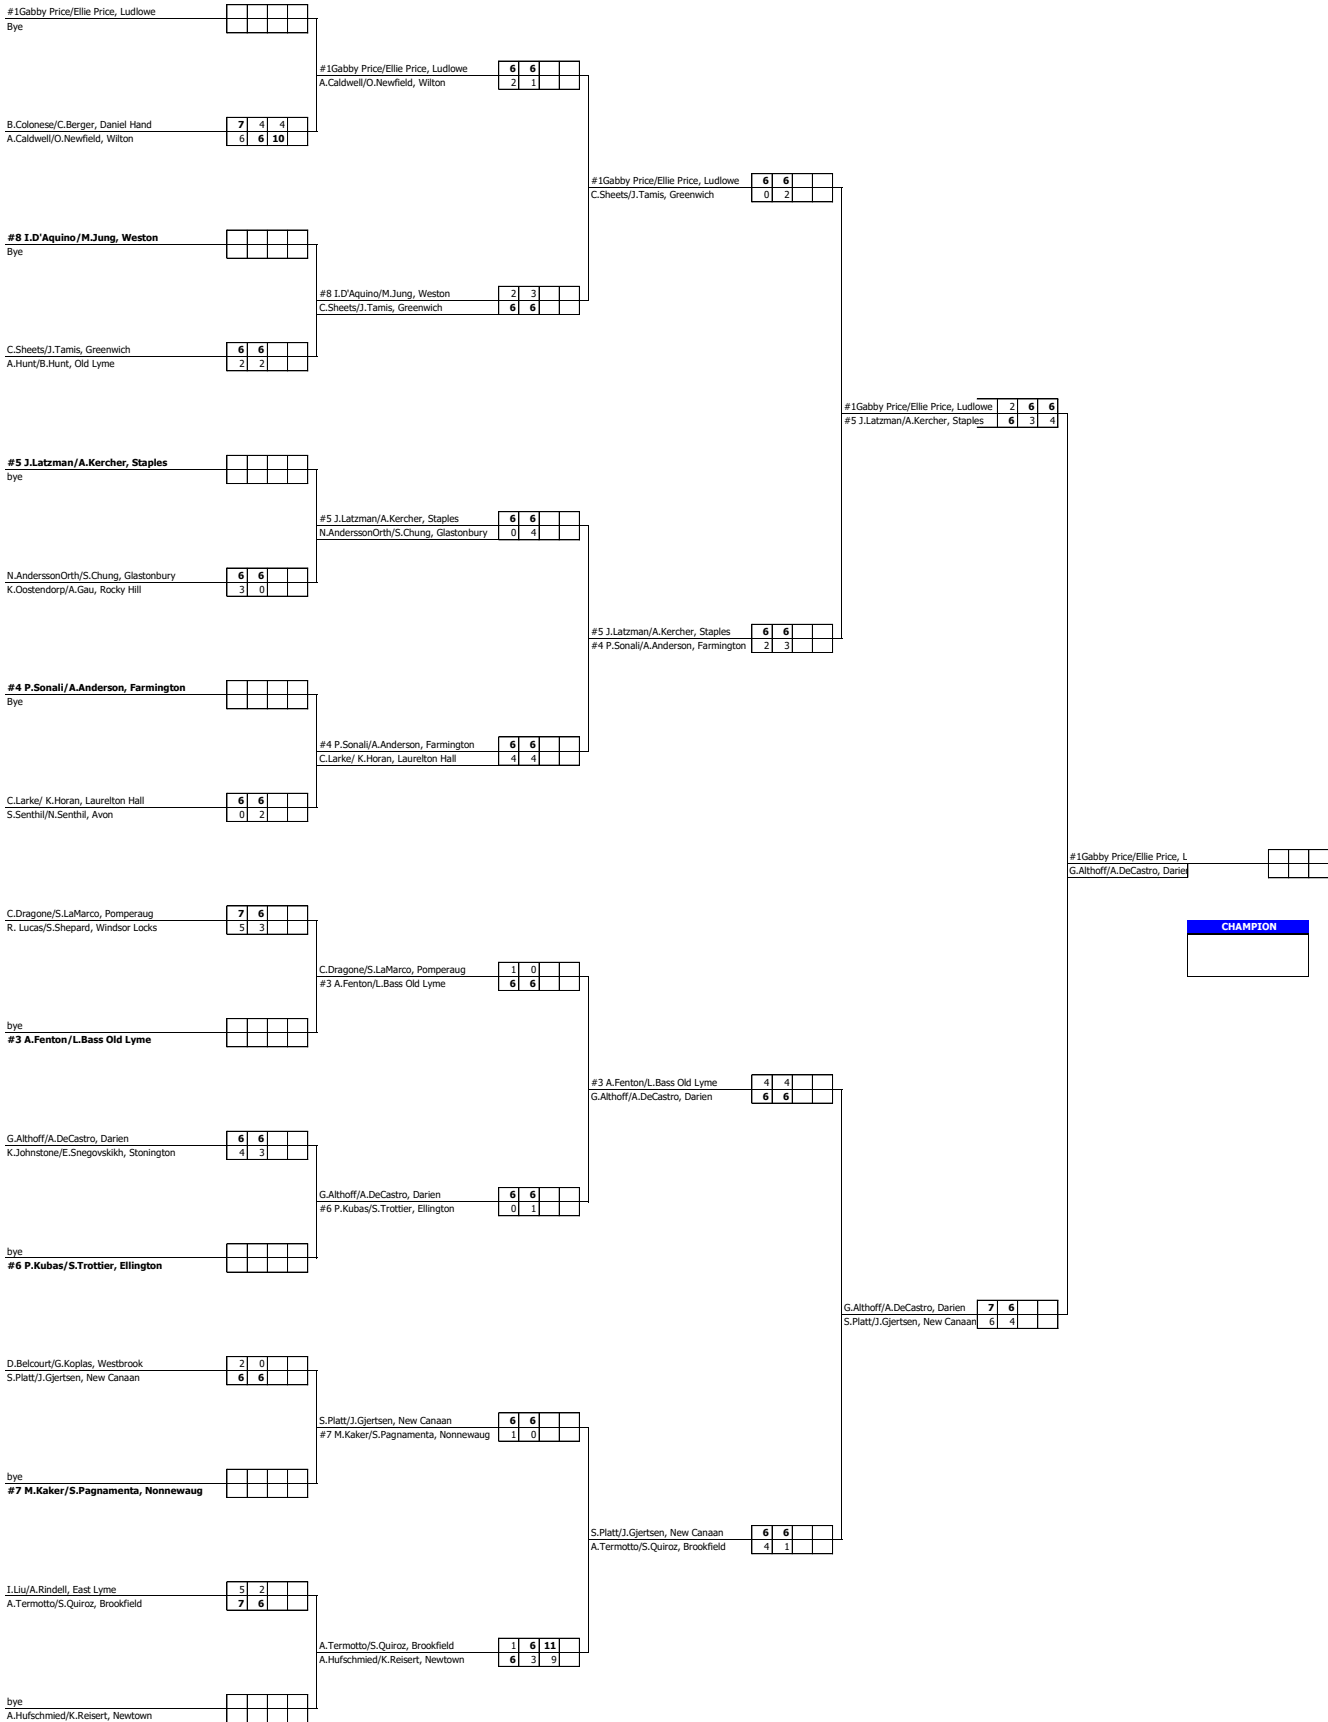 #1Gabby Price/Ellie Price, Ludlowe
Bye
#1Gabby Price/Ellie Price, Ludlowe 6 6
A.Caldwell/O.Newfield, Wilton 2 1
B.Colonese/C.Berger, Daniel Hand 7 4 4
A.Caldwell/O.Newfield, Wilton 6 6 10
#1Gabby Price/Ellie Price, Ludlowe 6 6
C.Sheets/J.Tamis, Greenwich 0 2
#8 I.D'Aquino/M.Jung, Weston
Bye
#8 I.D'Aquino/M.Jung, Weston 2 3
C.Sheets/J.Tamis, Greenwich 6 6
C.Sheets/J.Tamis, Greenwich 6 6
A.Hunt/B.Hunt, Old Lyme 2 2
#1Gabby Price/Ellie Price, Ludlowe 2 6 6
#5 J.Latzman/A.Kercher, Staples 6 3 4
#5 J.Latzman/A.Kercher, Staples
bye
#5 J.Latzman/A.Kercher, Staples 6 6
N.AnderssonOrth/S.Chung, Glastonbury 0 4
N.AnderssonOrth/S.Chung, Glastonbury 6 6
K.Oostendorp/A.Gau, Rocky Hill 3 0
#5 J.Latzman/A.Kercher, Staples 6 6
#4 P.Sonali/A.Anderson, Farmington 2 3
#4 P.Sonali/A.Anderson, Farmington
Bye
#4 P.Sonali/A.Anderson, Farmington 6 6
C.Larke/ K.Horan, Laurelton Hall 4 4
C.Larke/ K.Horan, Laurelton Hall 6 6
S.Senthil/N.Senthil, Avon 0 2
#1Gabby Price/Ellie Price, L
G.Althoff/A.DeCastro, Darien
C.Dragone/S.LaMarco, Pomperaug 7 6
R. Lucas/S.Shepard, Windsor Locks 5 3
CHAMPION
C.Dragone/S.LaMarco, Pomperaug 1 0
#3 A.Fenton/L.Bass Old Lyme 6 6
bye
#3 A.Fenton/L.Bass Old Lyme
#3 A.Fenton/L.Bass Old Lyme 4 4
G.Althoff/A.DeCastro, Darien 6 6
G.Althoff/A.DeCastro, Darien 6 6
K.Johnstone/E.Snegovskikh, Stonington 4 3
G.Althoff/A.DeCastro, Darien 6 6
#6 P.Kubas/S.Trottier, Ellington 0 1
bye
#6 P.Kubas/S.Trottier, Ellington
G.Althoff/A.DeCastro, Darien 7 6
S.Platt/J.Gjertsen, New Canaan 6 4
D.Belcourt/G.Koplas, Westbrook 2 0
S.Platt/J.Gjertsen, New Canaan 6 6
S.Platt/J.Gjertsen, New Canaan 6 6
#7 M.Kaker/S.Pagnamenta, Nonnewaug 1 0
bye
#7 M.Kaker/S.Pagnamenta, Nonnewaug
S.Platt/J.Gjertsen, New Canaan 6 6
A.Termotto/S.Quiroz, Brookfield 4 1
I.Liu/A.Rindell, East Lyme 5 2
A.Termotto/S.Quiroz, Brookfield 7 6
A.Termotto/S.Quiroz, Brookfield 1 6 11
A.Hufschmied/K.Reisert, Newtown 6 3 9
bye
A.Hufschmied/K.Reisert, Newtown